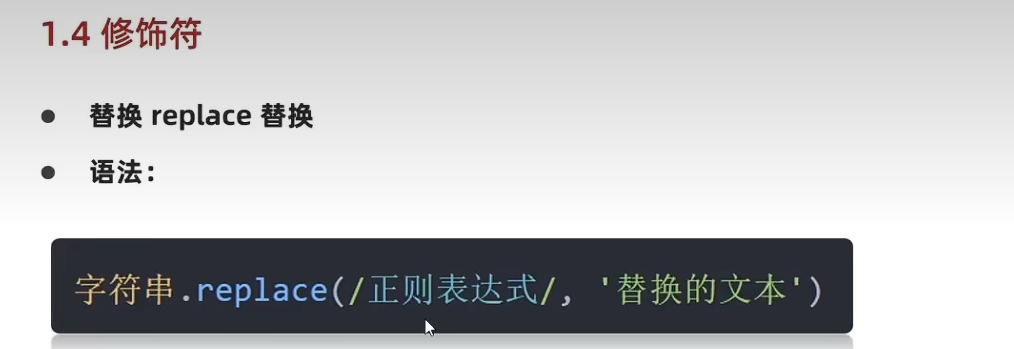 1.4 修饰符
● 替换 replace 替换
● 语法：
字符串.replace(/正则表达式/, '替换的文本')